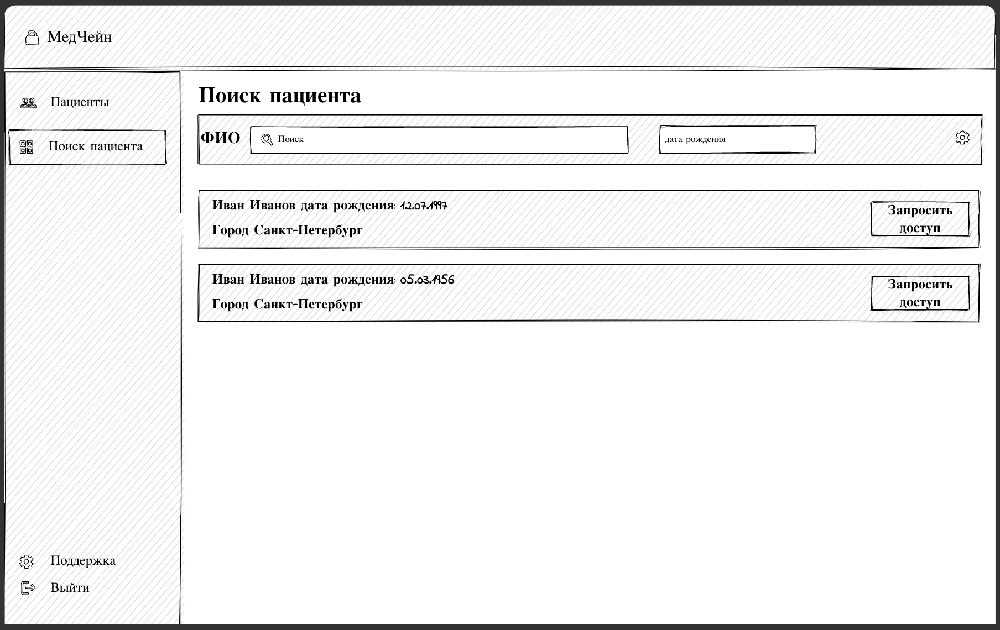 МедЧейн
Пациенты
Поиск пациента
Поддержка
Выйти
Поиск пациента
ФИО
Поиск
дата рождения
Иван Иванов дата рождения: 12.07.1997
Город Санкт-Петербург
Запросить
доступ
Иван Иванов дата рождения: 05.03.1956
Город Санкт-Петербург
Запросить
доступ